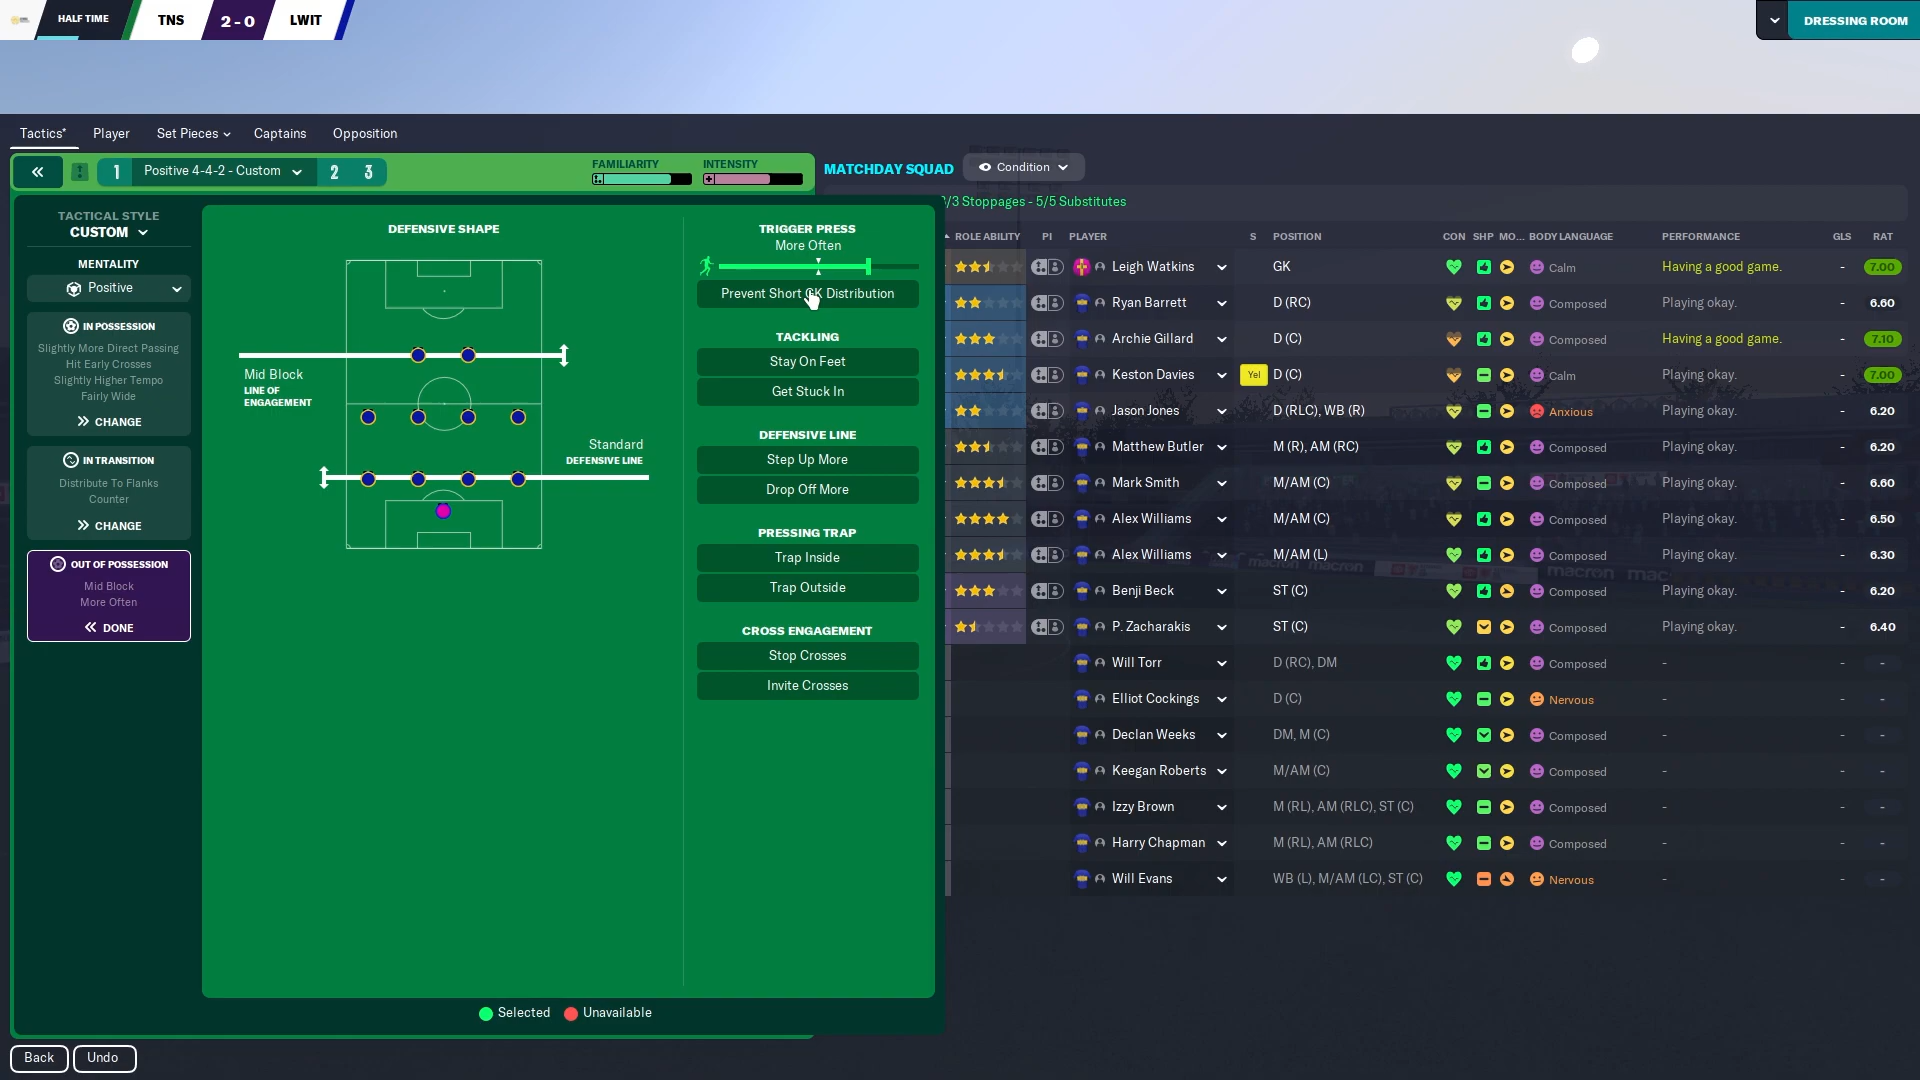 HALF TIME TNS 2 - 0 LWIT
DRESSING ROOM
Tactics* Player Set Pieces Captains Opposition
1 Positive 4-4-2 - Custom 2 3
FAMILIARITY INTENSITY
MATCHDAY SQUAD Condition
/3 Stoppages - 5/5 Substitutes
TACTICAL STYLE
CUSTOM
MENTALITY
Positive
IN POSSESSION
Slightly More Direct Passing
Hit Early Crosses
Slightly Higher Tempo
Fairly Wide
CHANGE
IN TRANSITION
Distribute To Flanks
Counter
CHANGE
OUT OF POSSESSION
Mid Block
More Often
DONE
DEFENSIVE SHAPE
Mid Block
LINE OF
ENGAGEMENT
Standard
DEFENSIVE LINE
TRIGGER PRESS
More Often
Prevent Short GK Distribution
TACKLING
Stay On Feet
Get Stuck In
DEFENSIVE LINE
Step Up More
Drop Off More
PRESSING TRAP
Trap Inside
Trap Outside
CROSS ENGAGEMENT
Stop Crosses
Invite Crosses
Selected Unavailable
Back Undo
ROLE ABILITY PI PLAYER S POSITION CON SHP MO... BODY LANGUAGE PERFORMANCE GLS RAT
Leigh Watkins GK Calm Having a good game. - 7.00
Ryan Barrett D (RC) Composed Playing okay. - 6.60
Archie Gillard D (C) Composed Having a good game. - 7.10
Keston Davies Yel D (C) Calm Playing okay. - 7.00
Jason Jones D (RLC), WB (R) Anxious Playing okay. - 6.20
Matthew Butler M (R), AM (RC) Composed Playing okay. - 6.20
Mark Smith M/AM (C) Composed Playing okay. - 6.60
Alex Williams M/AM (C) Composed Playing okay. - 6.50
Alex Williams M/AM (L) Composed Playing okay. - 6.30
macron macron macron mac
Benji Beck ST (C) Composed Playing okay. - 6.20
P. Zacharakis ST (C) Composed Playing okay. - 6.40
Will Torr D (RC), DM Composed - - -
Elliot Cockings D (C) Nervous - - -
Declan Weeks DM, M (C) Composed - - -
Keegan Roberts M/AM (C) Composed - - -
Izzy Brown M (RL), AM (RLC), ST (C) Composed - - -
Harry Chapman M (RL), AM (RLC) Composed - - -
Will Evans WB (L), M/AM (LC), ST (C) Nervous - - -